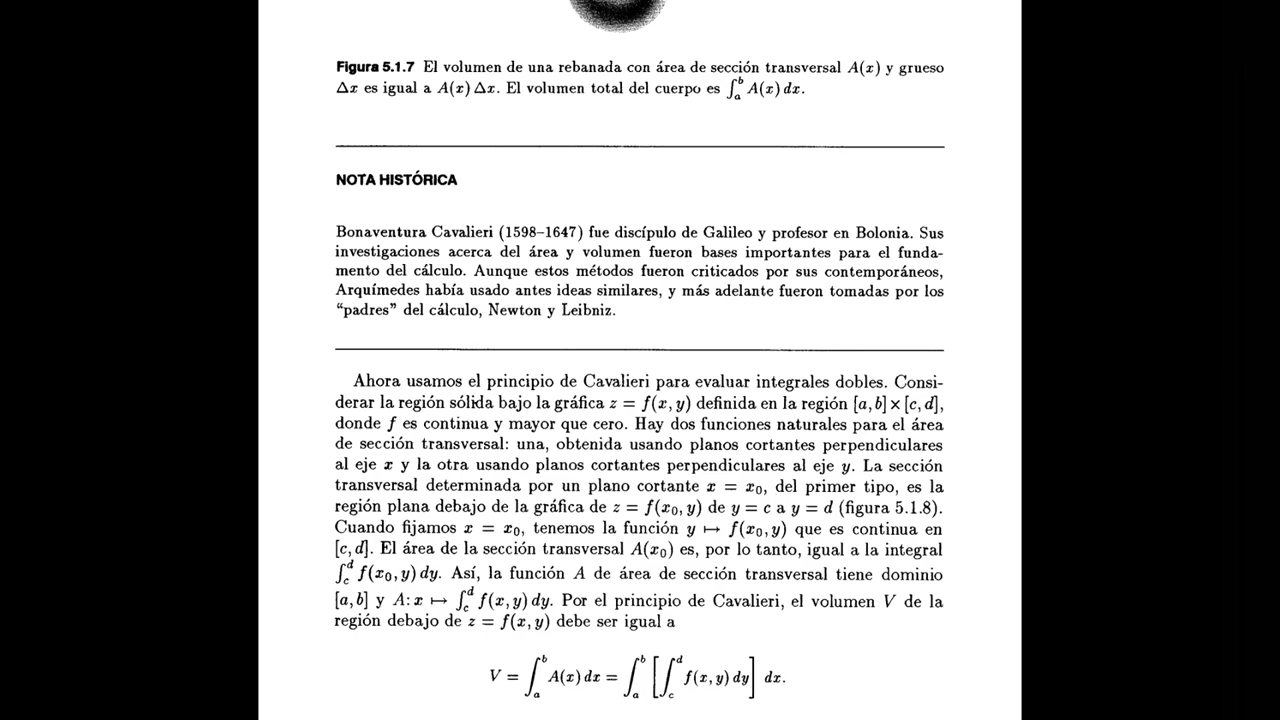 Figura 5.1.7 El volumen de una rebanada con área de sección transversal A(x) y grueso
Δx es igual a A(x) Δx. El volumen total del cuerpo es ∫_a^b A(x) dx.
NOTA HISTÓRICA
Bonaventura Cavalieri (1598–1647) fue discípulo de Galileo y profesor en Bolonia. Sus
investigaciones acerca del área y volumen fueron bases importantes para el funda-
mento del cálculo. Aunque estos métodos fueron criticados por sus contemporáneos,
Arquímedes había usado antes ideas similares, y más adelante fueron tomadas por los
“padres” del cálculo, Newton y Leibniz.
Ahora usamos el principio de Cavalieri para evaluar integrales dobles. Consi-
derar la región sólida bajo la gráfica z = f(x, y) definida en la región [a, b] × [c, d],
donde f es continua y mayor que cero. Hay dos funciones naturales para el área
de sección transversal: una, obtenida usando planos cortantes perpendiculares
al eje x y la otra usando planos cortantes perpendiculares al eje y. La sección
transversal determinada por un plano cortante x = x₀, del primer tipo, es la
región plana debajo de la gráfica de z = f(x₀, y) de y = c a y = d (figura 5.1.8).
Cuando fijamos x = x₀, tenemos la función y ↦ f(x₀, y) que es continua en
[c, d]. El área de la sección transversal A(x₀) es, por lo tanto, igual a la integral
∫_c^d f(x₀, y) dy. Así, la función A de área de sección transversal tiene dominio
[a, b] y A: x ↦ ∫_c^d f(x, y) dy. Por el principio de Cavalieri, el volumen V de la
región debajo de z = f(x, y) debe ser igual a
V = ∫_a^b A(x) dx = ∫_a^b [∫_c^d f(x, y) dy] dx.